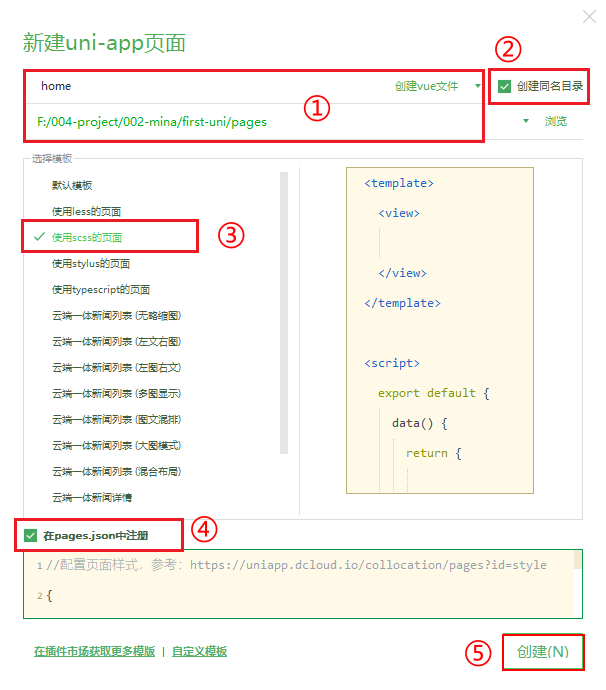 新建uni-app页面
②
home
创建vue文件
创建同名目录
①
F:/004-project/002-mina/first-uni/pages
浏览
选择模板
默认模板
使用less的页面
使用scss的页面
③
使用stylus的页面
使用typescript的页面
云端一体新闻列表 (无略缩图)
云端一体新闻列表 (左文右图)
云端一体新闻列表 (左图右文)
云端一体新闻列表 (多图显示)
云端一体新闻列表 (图文混排)
云端一体新闻列表 (大图模式)
云端一体新闻列表 (混合布局)
云端一体新闻详情
<template>
<view>
</view>
</template>
<script>
export default {
data() {
return {
在pages.json中注册
④
1 //配置页面样式，参考：https://uniapp.dcloud.io/collocation/pages?id=style
2 {
在插件市场获取更多模版 | 自定义模板
⑤
创建(N)